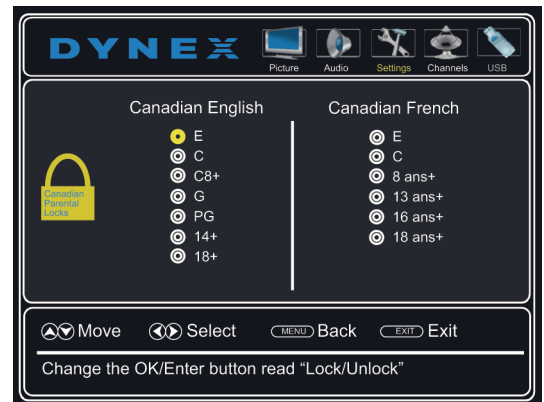 DYNEX
Picture Audio Settings Channels USB
Canadian English
E
C
C8+
G
PG
14+
18+
Canadian French
E
C
8 ans+
13 ans+
16 ans+
18 ans+
Canadian
Parental
Locks
Move Select MENU Back EXIT Exit
Change the OK/Enter button read “Lock/Unlock”